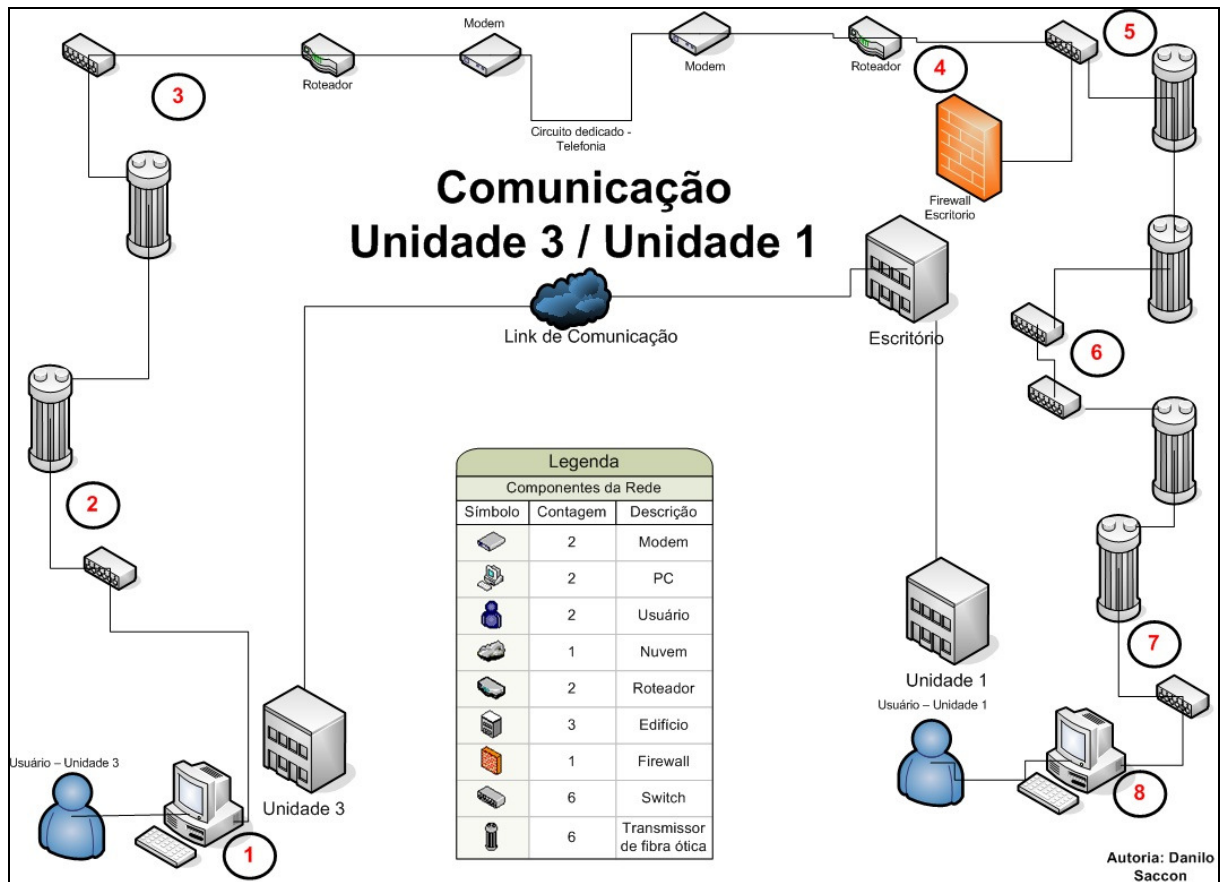 Modem
5
Roteador
3
Modem
Roteador
4
Circuito dedicado -
Telefonia
Firewall
Escritorio
Comunicação
Unidade 3 / Unidade 1
Link de Comunicação
Escritório
6
2
Legenda
Componentes da Rede
Símbolo Contagem Descrição
2 Modem
2 PC
2 Usuário
1 Nuvem
2 Roteador
3 Edifício
1 Firewall
6 Switch
6 Transmissor
de fibra ótica
7
Unidade 1
Usuário – Unidade 1
8
Usuário – Unidade 3
Unidade 3
1
Autoria: Danilo
Saccon